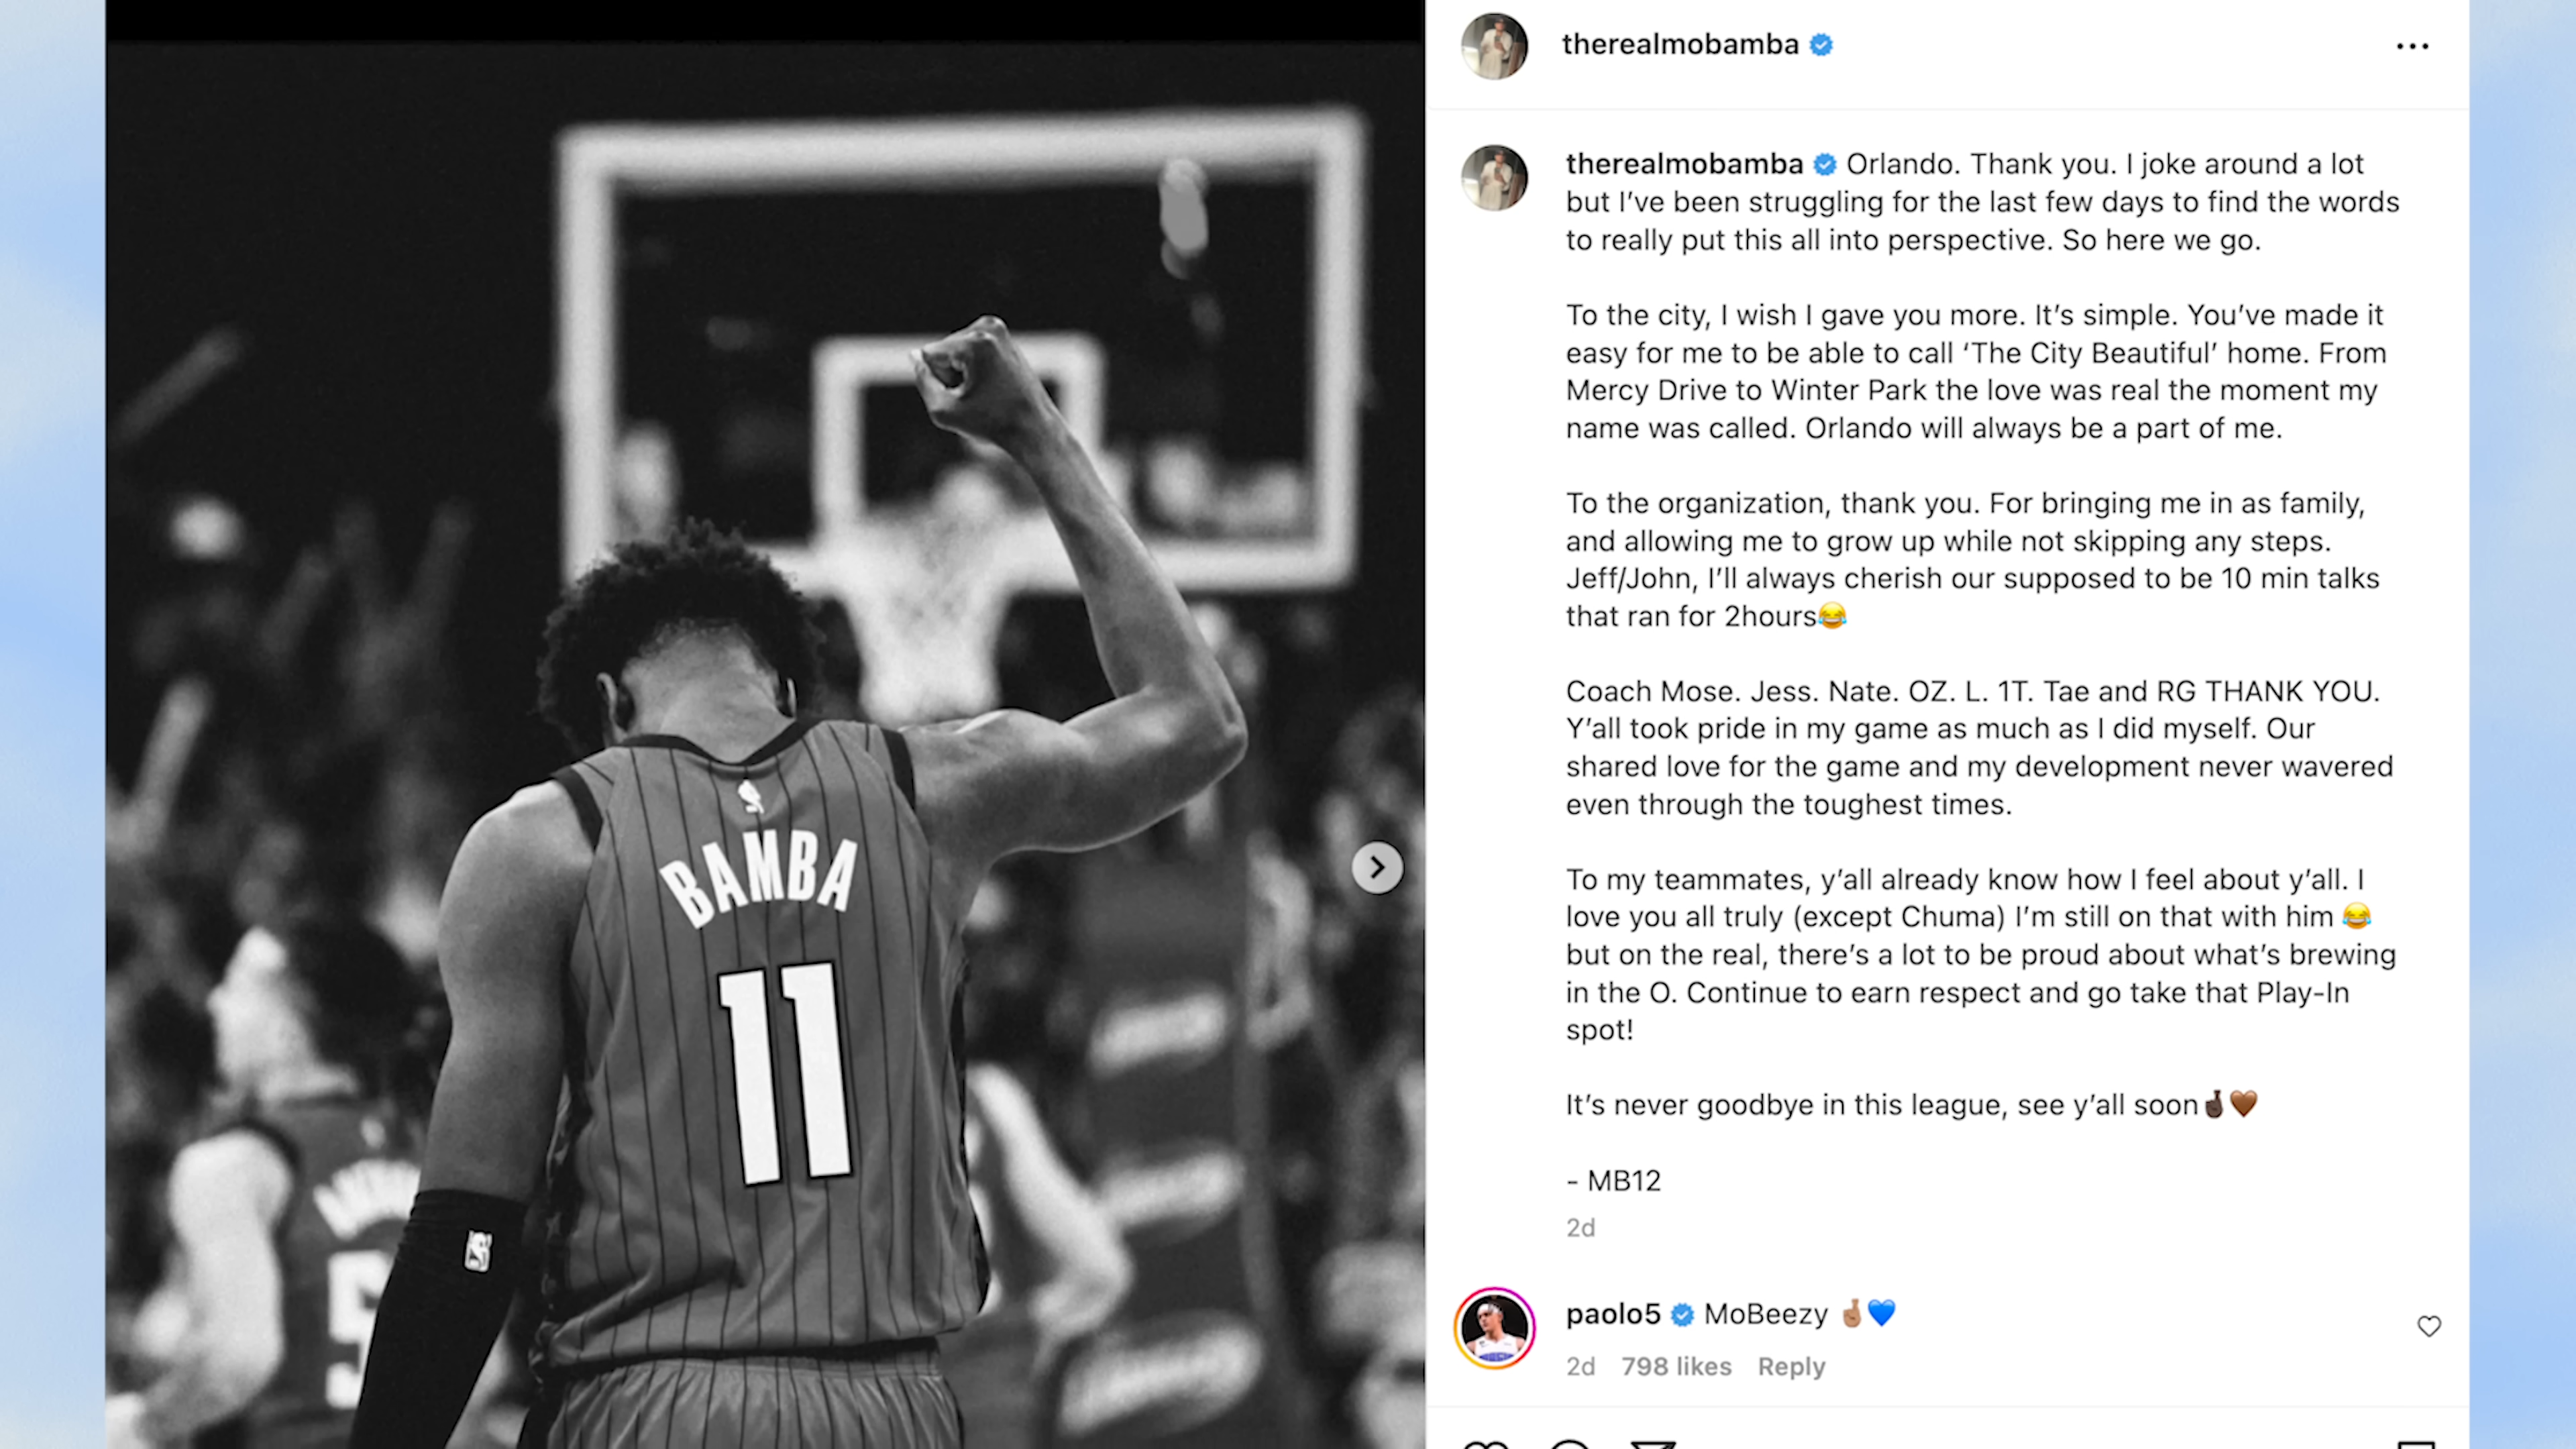 therealmobamba
therealmobamba Orlando. Thank you. I joke around a lot
but I’ve been struggling for the last few days to find the words
to really put this all into perspective. So here we go.
To the city, I wish I gave you more. It’s simple. You’ve made it
easy for me to be able to call ‘The City Beautiful’ home. From
Mercy Drive to Winter Park the love was real the moment my
name was called. Orlando will always be a part of me.
To the organization, thank you. For bringing me in as family,
and allowing me to grow up while not skipping any steps.
Jeff/John, I’ll always cherish our supposed to be 10 min talks
that ran for 2hours😂
Coach Mose. Jess. Nate. OZ. L. 1T. Tae and RG THANK YOU.
Y’all took pride in my game as much as I did myself. Our
shared love for the game and my development never wavered
even through the toughest times.
To my teammates, y’all already know how I feel about y’all. I
love you all truly (except Chuma) I’m still on that with him 😂
but on the real, there’s a lot to be proud about what’s brewing
in the O. Continue to earn respect and go take that Play-In
spot!
It’s never goodbye in this league, see y’all soon🤞🏿🤎
- MB12
2d
paolo5 MoBeezy 🤞🏽💙
2d 798 likes Reply
BAMBA
11
5